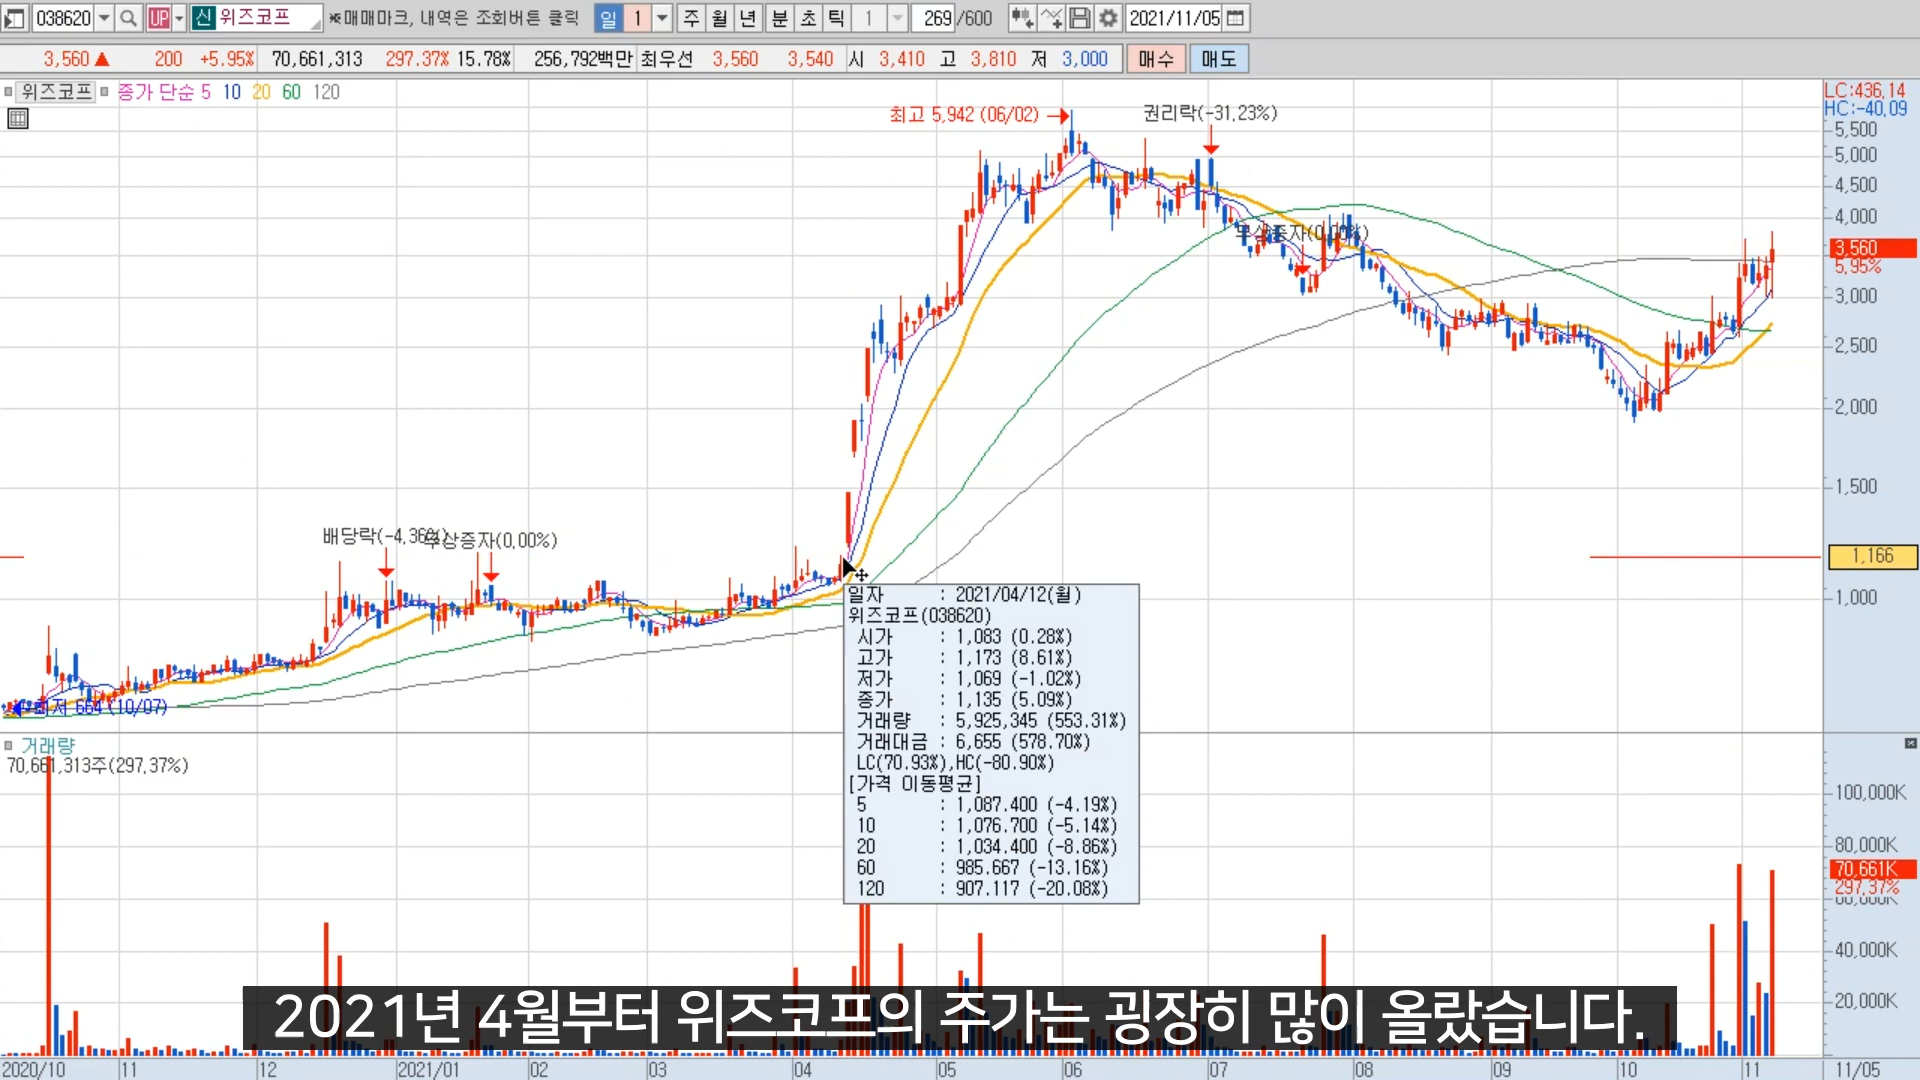 038620 UP 신 위즈코프 ※매매마크, 내역은 조회버튼 클릭 일 1 주 월 년 분 초 틱 1 269 /600 2021/11/05
3,560 ▲ 200 +5.95% 70,661,313 297.37% 15.78% 256,792백만 최우선 3,560 3,540 시 3,410 고 3,810 저 3,000 매수 매도
위즈코프 종가 단순 5 10 20 60 120
LC:436.14
HC:-40.09
최고 5,942 (06/02)
권리락(-31.23%)
5,500
5,000
4,500
4,000
무상증자(0.00%)
3,560
5.95%
3,000
2,500
2,000
1,500
배당락(-4.36%)
무상증자(0.00%)
1,166
1,000
최저 664 (10/07)
일자 : 2021/04/12(월)
위즈코프(038620)
시가 : 1,083 (0.28%)
고가 : 1,173 (8.61%)
저가 : 1,069 (-1.02%)
종가 : 1,135 (5.09%)
거래량 : 5,925,345 (553.31%)
거래대금 : 6,655 (578.70%)
LC(70.93%),HC(-80.90%)
[가격 이동평균]
5 : 1,087.400 (-4.19%)
10 : 1,076.700 (-5.14%)
20 : 1,034.400 (-8.86%)
60 : 985.667 (-13.16%)
120 : 907.117 (-20.08%)
거래량
70,661,313주(297.37%)
100,000K
80,000K
70,661K
297.37%
60,000K
40,000K
20,000K
2021년 4월부터 위즈코프의 주가는 굉장히 많이 올랐습니다.
2020/10 11 12 2021/01 02 03 04 05 06 07 08 09 10 11 11/05